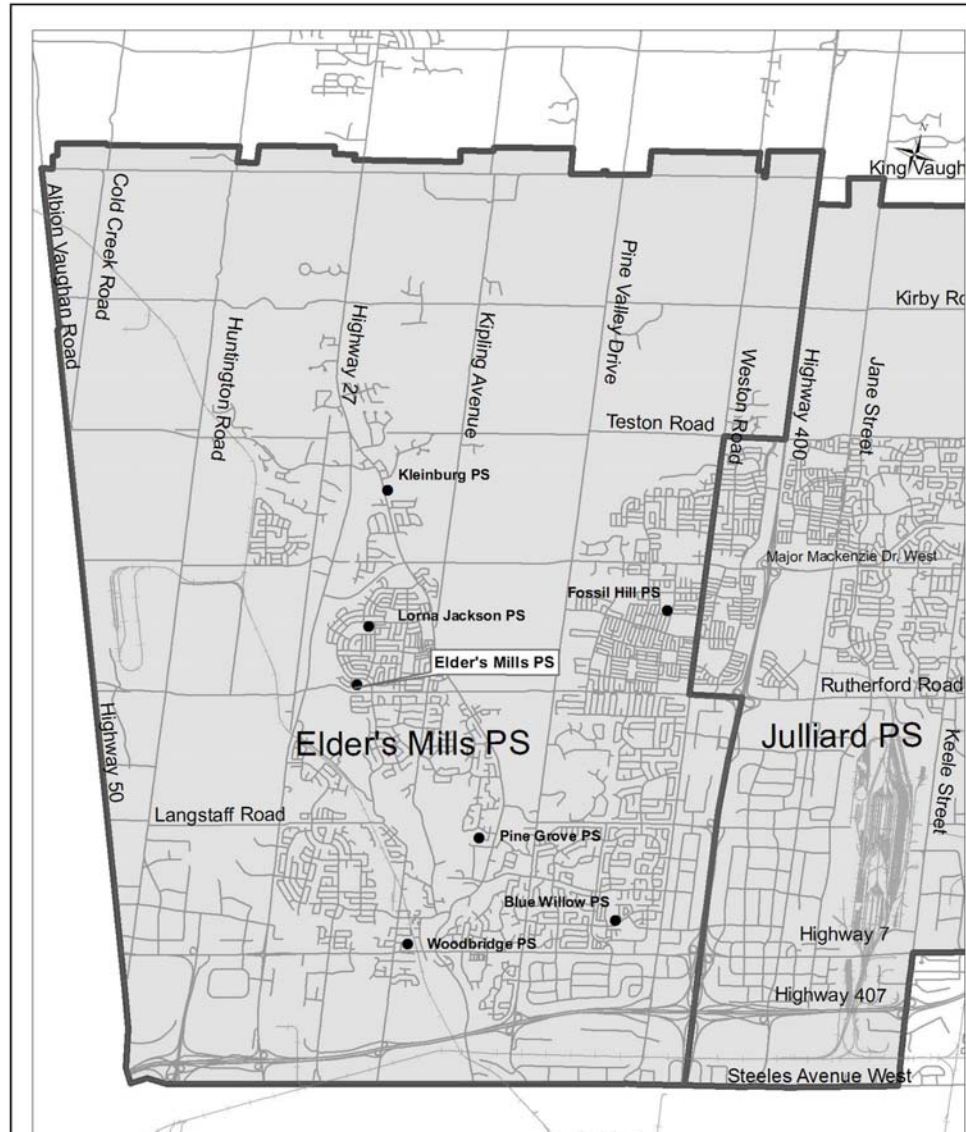 N
King Vaugh
Cold Creek Road
Albion Vaughan Road
Pine Valley Drive
Kirby Ro
Huntington Road
Highway 27
Kipling Avenue
Weston Road
Highway 400
Jane Street
Teston Road
Kleinburg PS
Major Mackenzie Dr. West
Fossil Hill PS
Lorna Jackson PS
Elder's Mills PS
Rutherford Road
Highway 50
Elder's Mills PS
Julliard PS
Keele Street
Langstaff Road
Pine Grove PS
Blue Willow PS
Highway 7
Woodbridge PS
Highway 407
Steeles Avenue West